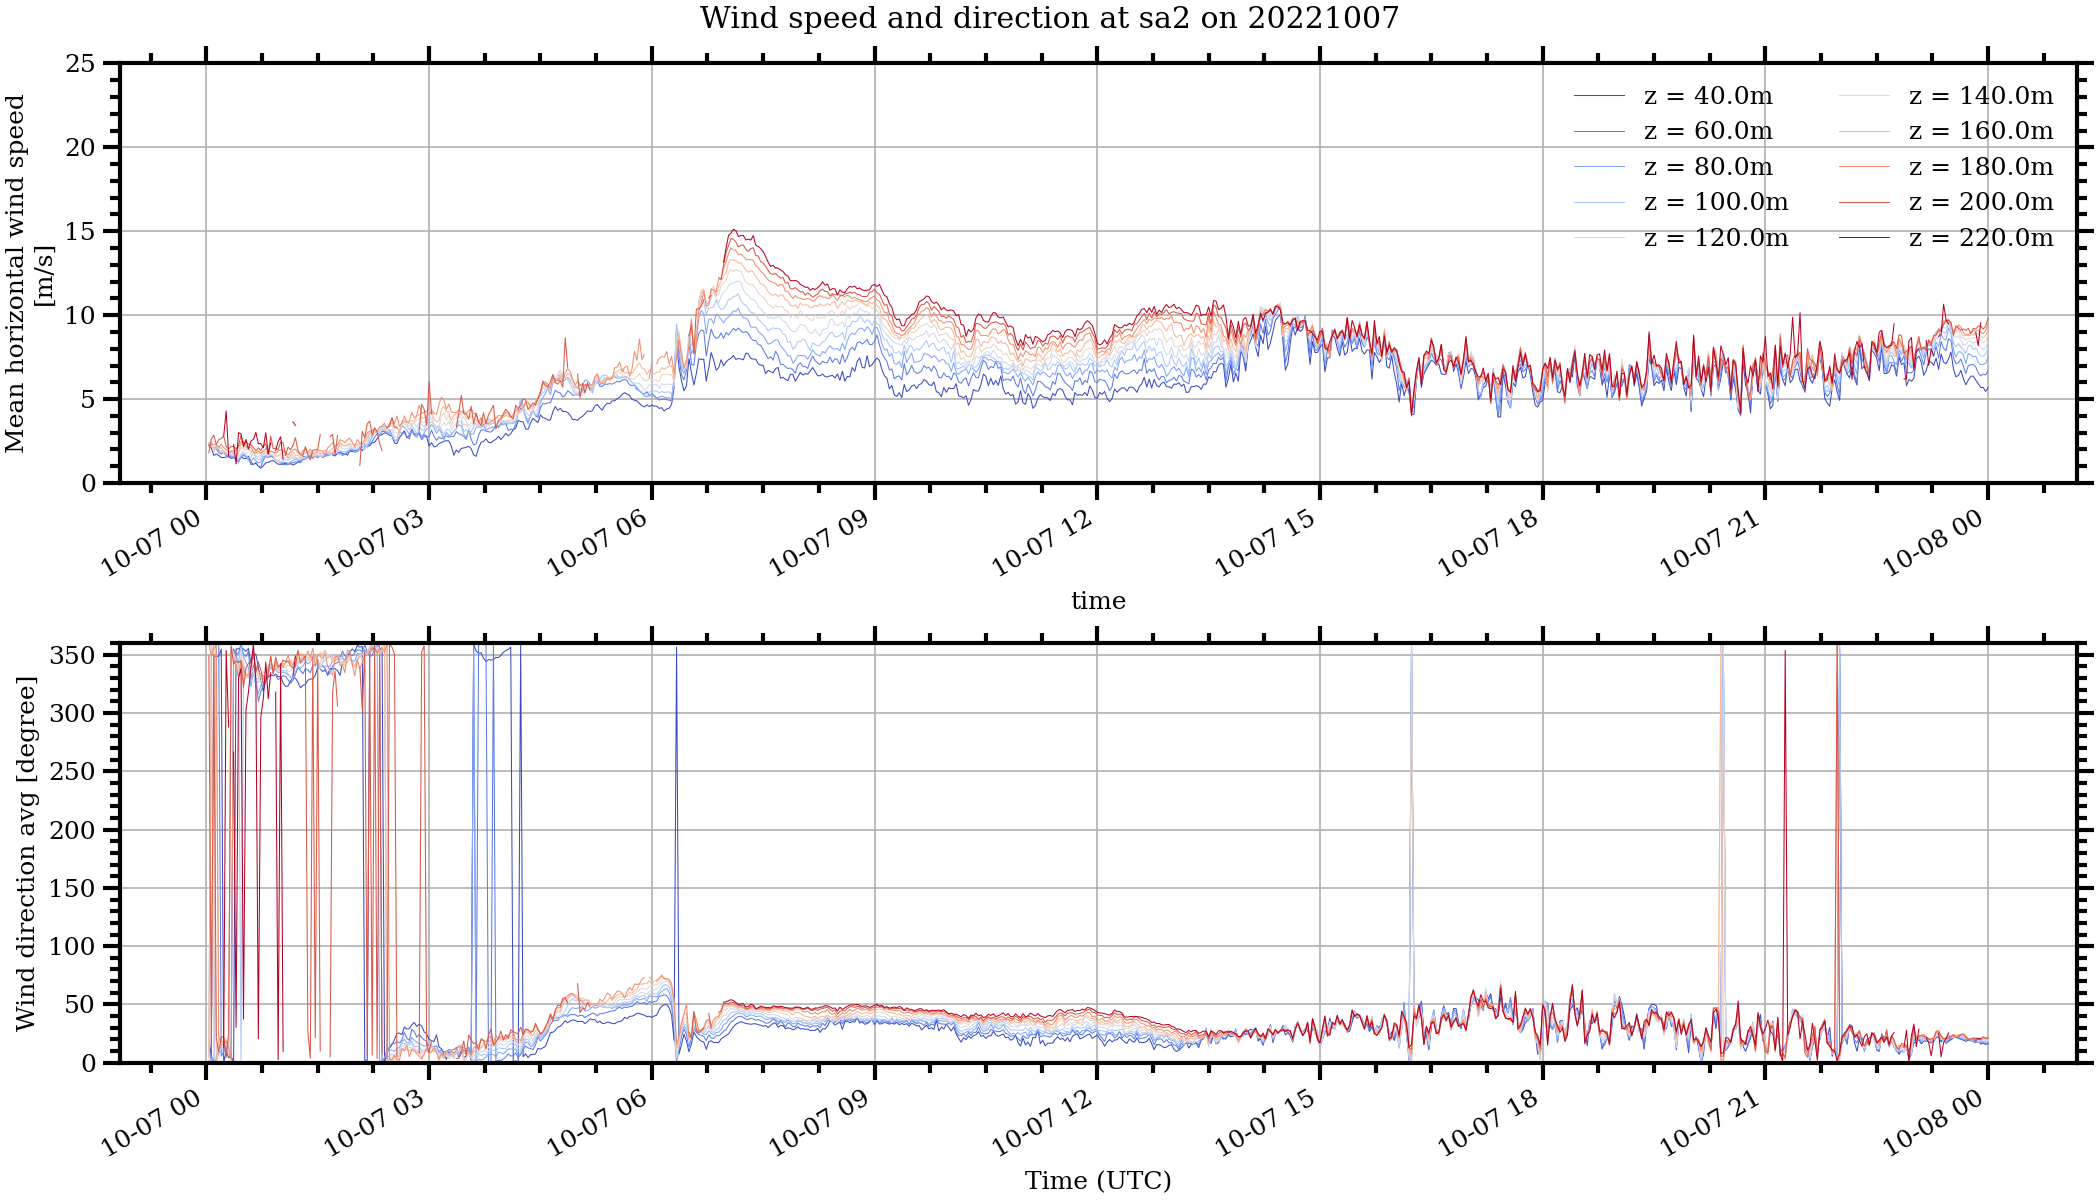 Wind speed and direction at sa2 on 20221007
Mean horizontal wind speed
[m/s]
25
20
15
10
5
0
z = 40.0m
z = 60.0m
z = 80.0m
z = 100.0m
z = 120.0m
z = 140.0m
z = 160.0m
z = 180.0m
z = 200.0m
z = 220.0m
10-07 00
10-07 03
10-07 06
10-07 09
10-07 12
10-07 15
10-07 18
10-07 21
10-08 00
time
Wind direction avg [degree]
350
300
250
200
150
100
50
0
10-07 00
10-07 03
10-07 06
10-07 09
10-07 12
10-07 15
10-07 18
10-07 21
10-08 00
Time (UTC)